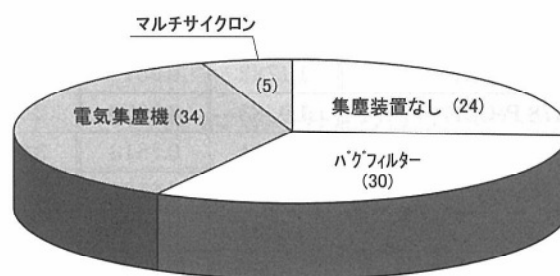 マルチサイクロン
(5)
電気集塵機(34)
集塵装置なし(24)
ﾊﾞｸﾞフィルター
(30)